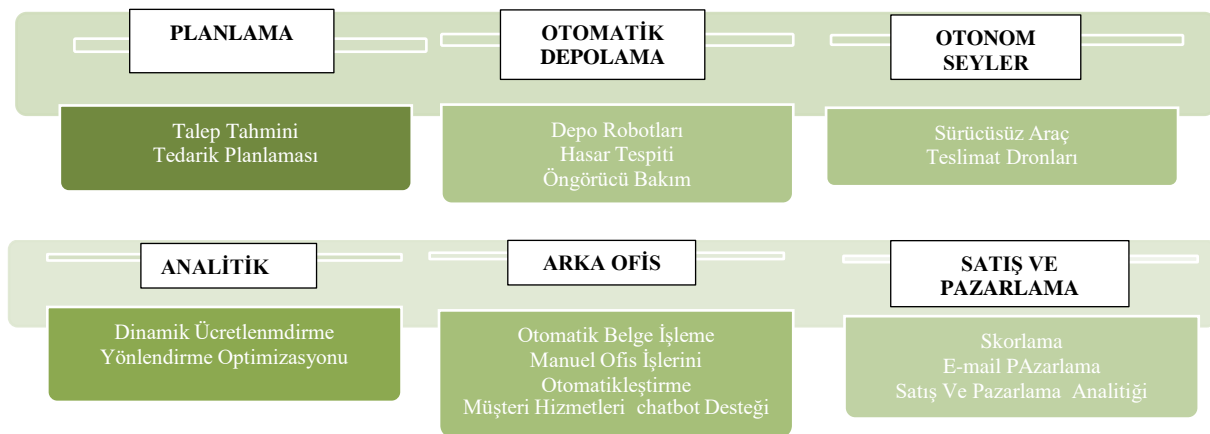 PLANLAMA
Talep Tahmini
Tedarik Planlaması
OTOMATİK
DEPOLAMA
Depo Robotları
Hasar Tespiti
Öngörücü Bakım
OTONOM
SEYLER
Sürücüsüz Araç
Teslimat Dronları
ANALİTİK
Dinamik Ücretlenmdirme
Yönlendirme Optimizasyonu
ARKA OFİS
Otomatik Belge İşleme
Manuel Ofis İşlerini
Otomatikleştirme
Müşteri Hizmetleri chatbot Desteği
SATIŞ VE
PAZARLAMA
Skorlama
E-mail PAzarlama
Satış Ve Pazarlama Analitiği